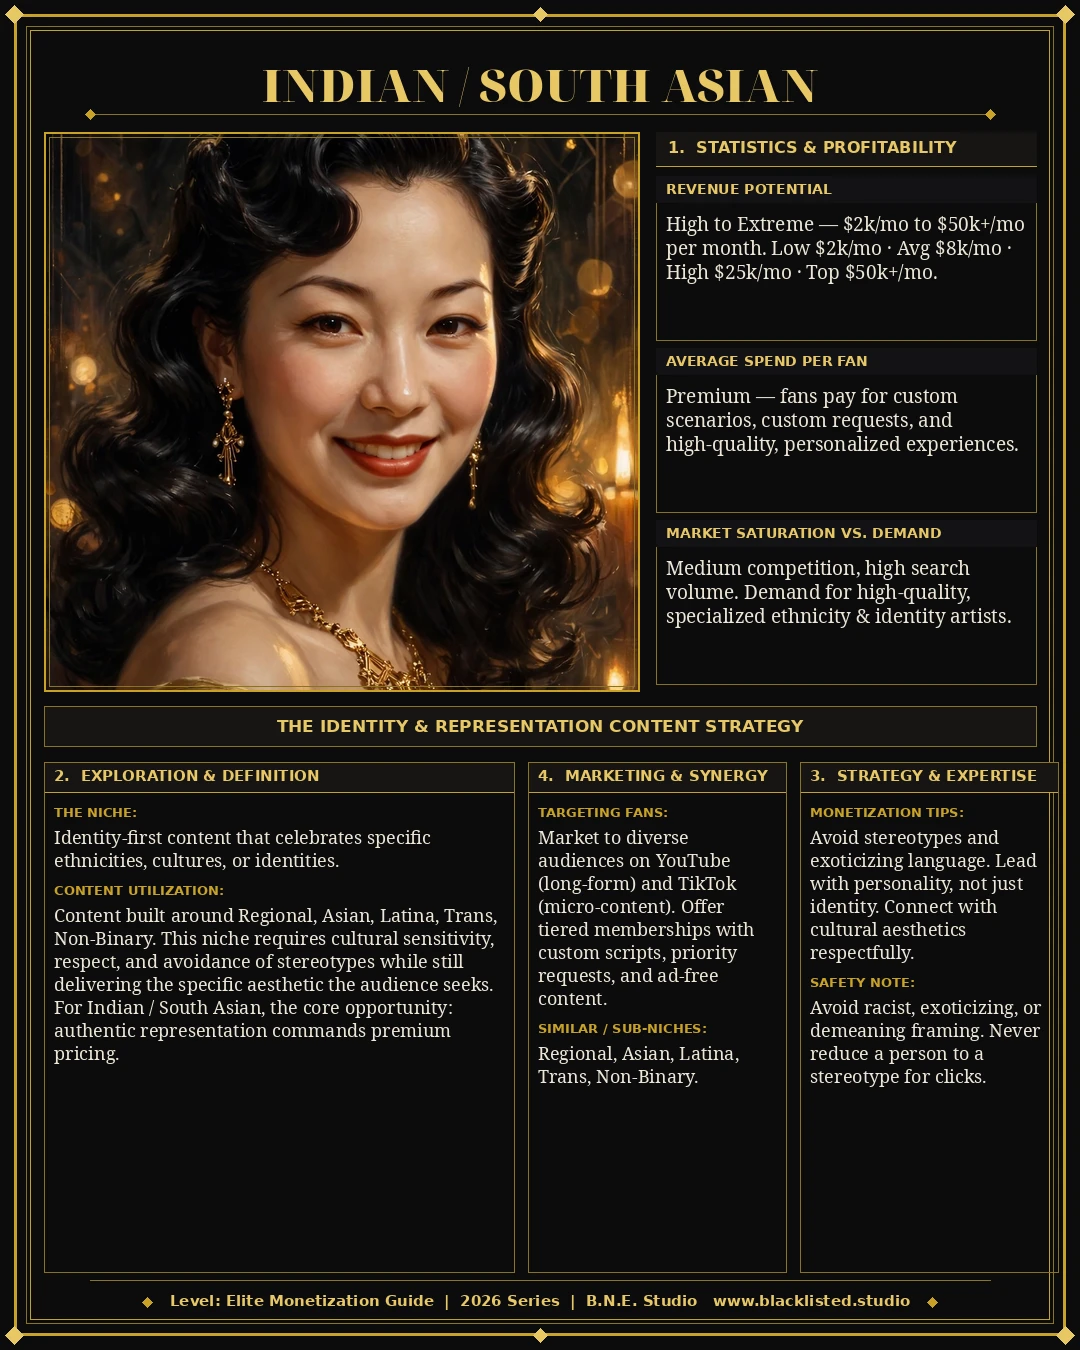 INDIAN / SOUTH ASIAN
1. STATISTICS & PROFITABILITY
REVENUE POTENTIAL
High to Extreme — $2k/mo to $50k+/mo
per month. Low $2k/mo · Avg $8k/mo ·
High $25k/mo · Top $50k+/mo.
AVERAGE SPEND PER FAN
Premium — fans pay for custom
scenarios, custom requests, and
high-quality, personalized experiences.
MARKET SATURATION VS. DEMAND
Medium competition, high search
volume. Demand for high-quality,
specialized ethnicity & identity artists.
THE IDENTITY & REPRESENTATION CONTENT STRATEGY
2. EXPLORATION & DEFINITION
THE NICHE:
Identity-first content that celebrates specific
ethnicities, cultures, or identities.
CONTENT UTILIZATION:
Content built around Regional, Asian, Latina, Trans,
Non-Binary. This niche requires cultural sensitivity,
respect, and avoidance of stereotypes while still
delivering the specific aesthetic the audience seeks.
For Indian / South Asian, the core opportunity:
authentic representation commands premium
pricing.
4. MARKETING & SYNERGY
TARGETING FANS:
Market to diverse
audiences on YouTube
(long-form) and TikTok
(micro-content). Offer
tiered memberships with
custom scripts, priority
requests, and ad-free
content.
SIMILAR / SUB-NICHES:
Regional, Asian, Latina,
Trans, Non-Binary.
3. STRATEGY & EXPERTISE
MONETIZATION TIPS:
Avoid stereotypes and
exoticizing language. Lead
with personality, not just
identity. Connect with
cultural aesthetics
respectfully.
SAFETY NOTE:
Avoid racist, exoticizing, or
demeaning framing. Never
reduce a person to a
stereotype for clicks.
Level: Elite Monetization Guide | 2026 Series | B.N.E. Studio www.blacklisted.studio